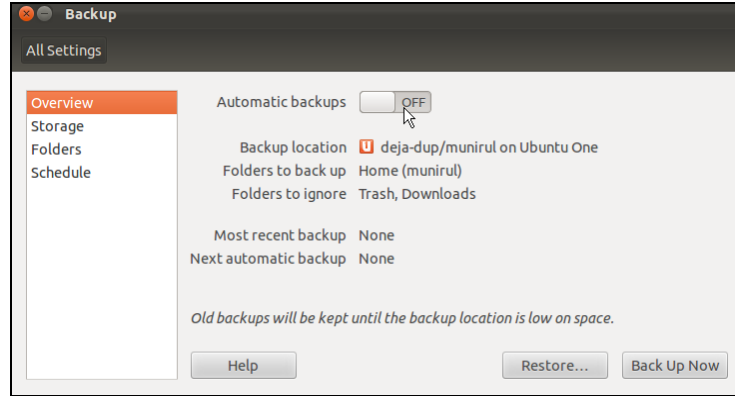 Backup
All Settings
Overview
Storage
Folders
Schedule
Automatic backups OFF
Backup location deja-dup/munirul on Ubuntu One
Folders to back up Home (munirul)
Folders to ignore Trash, Downloads
Most recent backup None
Next automatic backup None
Old backups will be kept until the backup location is low on space.
Help Restore... Back Up Now